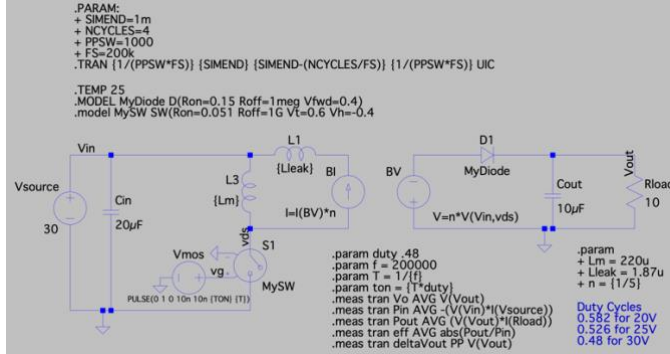 .PARAM:
+ SIMEND=1m
+ NCYCLES=4
+ PPSW=1000
+ FS=200k
.TRAN {1/(PPSW*FS)} {SIMEND} {SIMEND-(NCYCLES/FS)} {1/(PPSW*FS)} UIC
.TEMP 25
.MODEL MyDiode D(Ron=0.15 Roff=1meg Vfwd=0.4)
.model MySW SW(Ron=0.051 Roff=1G Vt=0.6 Vh=-0.4
Vin
L1
{Lleak}
BI
D1
MyDiode
Vout
Vsource
30
Cin
20µF
L3
{Lm}
I=I(BV)*n
BV
V=n*V(Vin,vds)
Cout
10µF
Rload
10
vds
Vmos
vg
S1
MySW
PULSE(0 1 0 10n 10n {TON} {T})
.param duty .48
.param f = 200000
.param T = 1/{f}
.param ton = {T*duty}
.meas tran Vo AVG V(Vout)
.meas tran Pin AVG -(V(Vin)*I(Vsource))
.meas tran Pout AVG (V(Vout)*I(Rload))
.meas tran eff AVG abs(Pout/Pin)
.meas tran deltaVout PP V(Vout)
.param
+ Lm = 220u
+ Lleak = 1.87u
+ n = {1/5}
Duty Cycles
0.582 for 20V
0.526 for 25V
0.48 for 30V